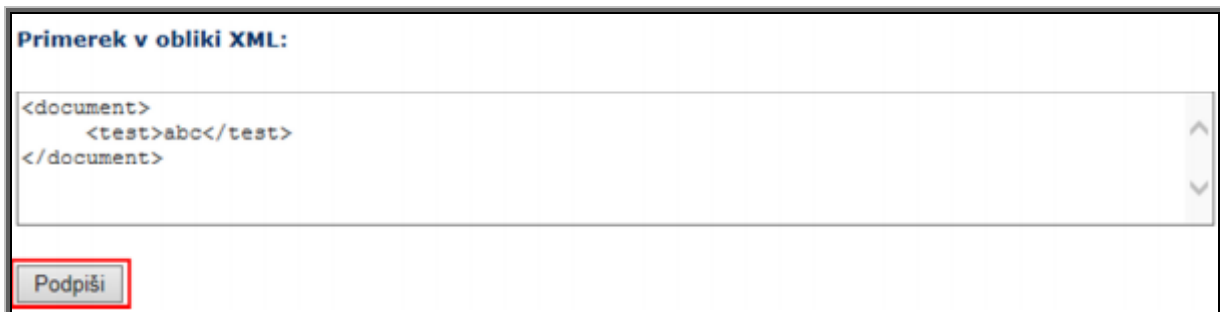 Primerek v obliki XML:
<document>
     <test>abc</test>
</document>
Podpiši